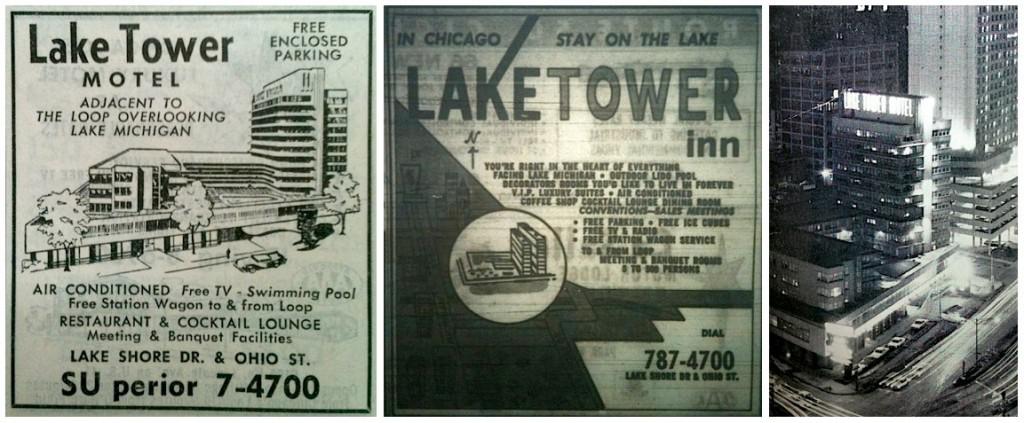 Lake Tower
MOTEL
FREE
ENCLOSED
PARKING
ADJACENT TO
THE LOOP OVERLOOKING
LAKE MICHIGAN
AIR CONDITIONED Free TV - Swimming Pool
Free Station Wagon to & from Loop
RESTAURANT & COCKTAIL LOUNGE
Meeting & Banquet Facilities
LAKE SHORE DR. & OHIO ST.
SU perior 7-4700
IN CHICAGO STAY ON THE LAKE
LAKETOWER
inn
N
YOU'RE RIGHT IN THE HEART OF EVERYTHING
FACING LAKE MICHIGAN • OUTDOOR LIDO POOL
DECORATORS ROOMS YOU'D LIKE TO LIVE IN FOREVER
V.I.P. LUXURY SUITES • AIR CONDITIONED
COFFEE SHOP COCKTAIL LOUNGE DINING ROOM
CONVENTIONS—SALES MEETINGS
• FREE PARKING • FREE ICE CUBES
• FREE TV & RADIO
• FREE STATION WAGON SERVICE
TO & FROM LOOP
MEETING & BANQUET ROOMS
5 TO 500 PERSONS
DIAL
787-4700
LAKE SHORE DR & OHIO ST.
LAKE TOWER MOTEL